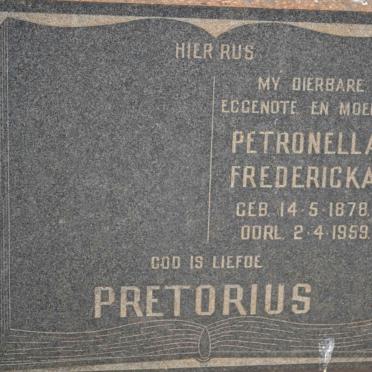 HIER RUS
MY DIERBARE
EGGENOTE EN MOE
PETRONELLA
FREDERICKA
GEB. 14·5·1878.
OORL. 2·4·1959.
GOD IS LIEFDE
PRETORIUS